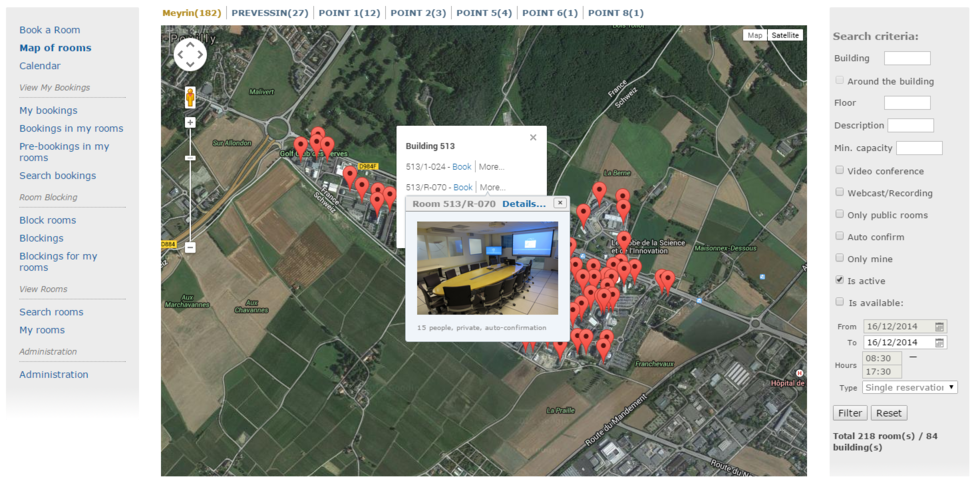 Meyrin(182) PREVESSIN(27) POINT 1(12) POINT 2(3) POINT 5(4) POINT 6(1) POINT 8(1)
Book a Room
Map of rooms
Calendar
View My Bookings
My bookings
Bookings in my rooms
Pre-bookings in my
rooms
Search bookings
Room Blocking
Block rooms
Blockings
Blockings for my
rooms
View Rooms
Search rooms
My rooms
Administration
Administration
Map Satellite
Malivert
Sur Allondon
D984F
D884
France
Schweiz
France
Schweiz
La Berne
Maisonnex-Dessous
de la Science
et de l'Innovation
Aux
Marchavannes
Aux
Chavannes
Franchevaux
La Praille
Route du Mandement
Route du Nan
Hôpital de
Building 513
513/1-024 - Book More...
513/R-070 - Book More...
Room 513/R-070 Details...
15 people, private, auto-confirmation
Search criteria:
Building
Around the building
Floor
Description
Min. capacity
Video conference
Webcast/Recording
Only public rooms
Auto confirm
Only mine
Is active
Is available:
From 16/12/2014
To 16/12/2014
Hours 08:30 –
17:30
Type Single reservation
Filter Reset
Total 218 room(s) / 84
building(s)